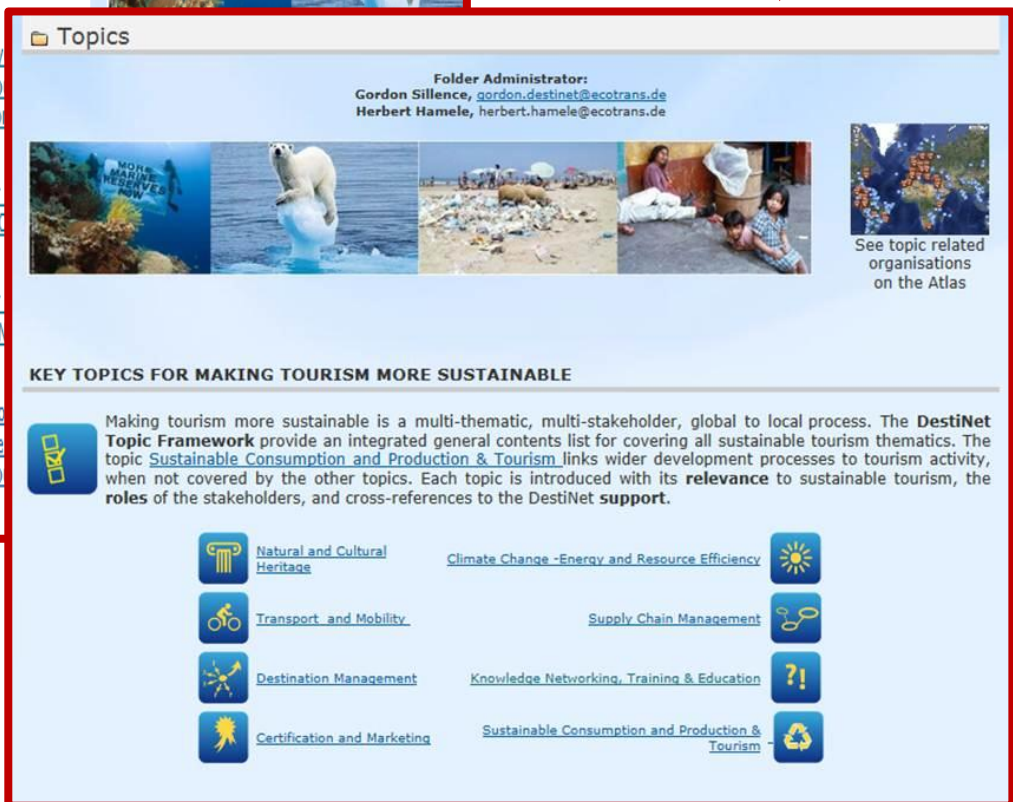 Topics
Folder Administrator:
Gordon Sillence, gordon.destinet@ecotrans.de
Herbert Hamele, herbert.hamele@ecotrans.de
MORE
MARINE
RESERVES
NOW
See topic related
organisations
on the Atlas
KEY TOPICS FOR MAKING TOURISM MORE SUSTAINABLE
Making tourism more sustainable is a multi-thematic, multi-stakeholder, global to local process. The DestiNet
Topic Framework provide an integrated general contents list for covering all sustainable tourism thematics. The
topic Sustainable Consumption and Production & Tourism links wider development processes to tourism activity,
when not covered by the other topics. Each topic is introduced with its relevance to sustainable tourism, the
roles of the stakeholders, and cross-references to the DestiNet support.
Natural and Cultural
Heritage
Climate Change -Energy and Resource Efficiency
Transport and Mobility
Supply Chain Management
Destination Management
Knowledge Networking, Training & Education
?!
Certification and Marketing
Sustainable Consumption and Production &
Tourism